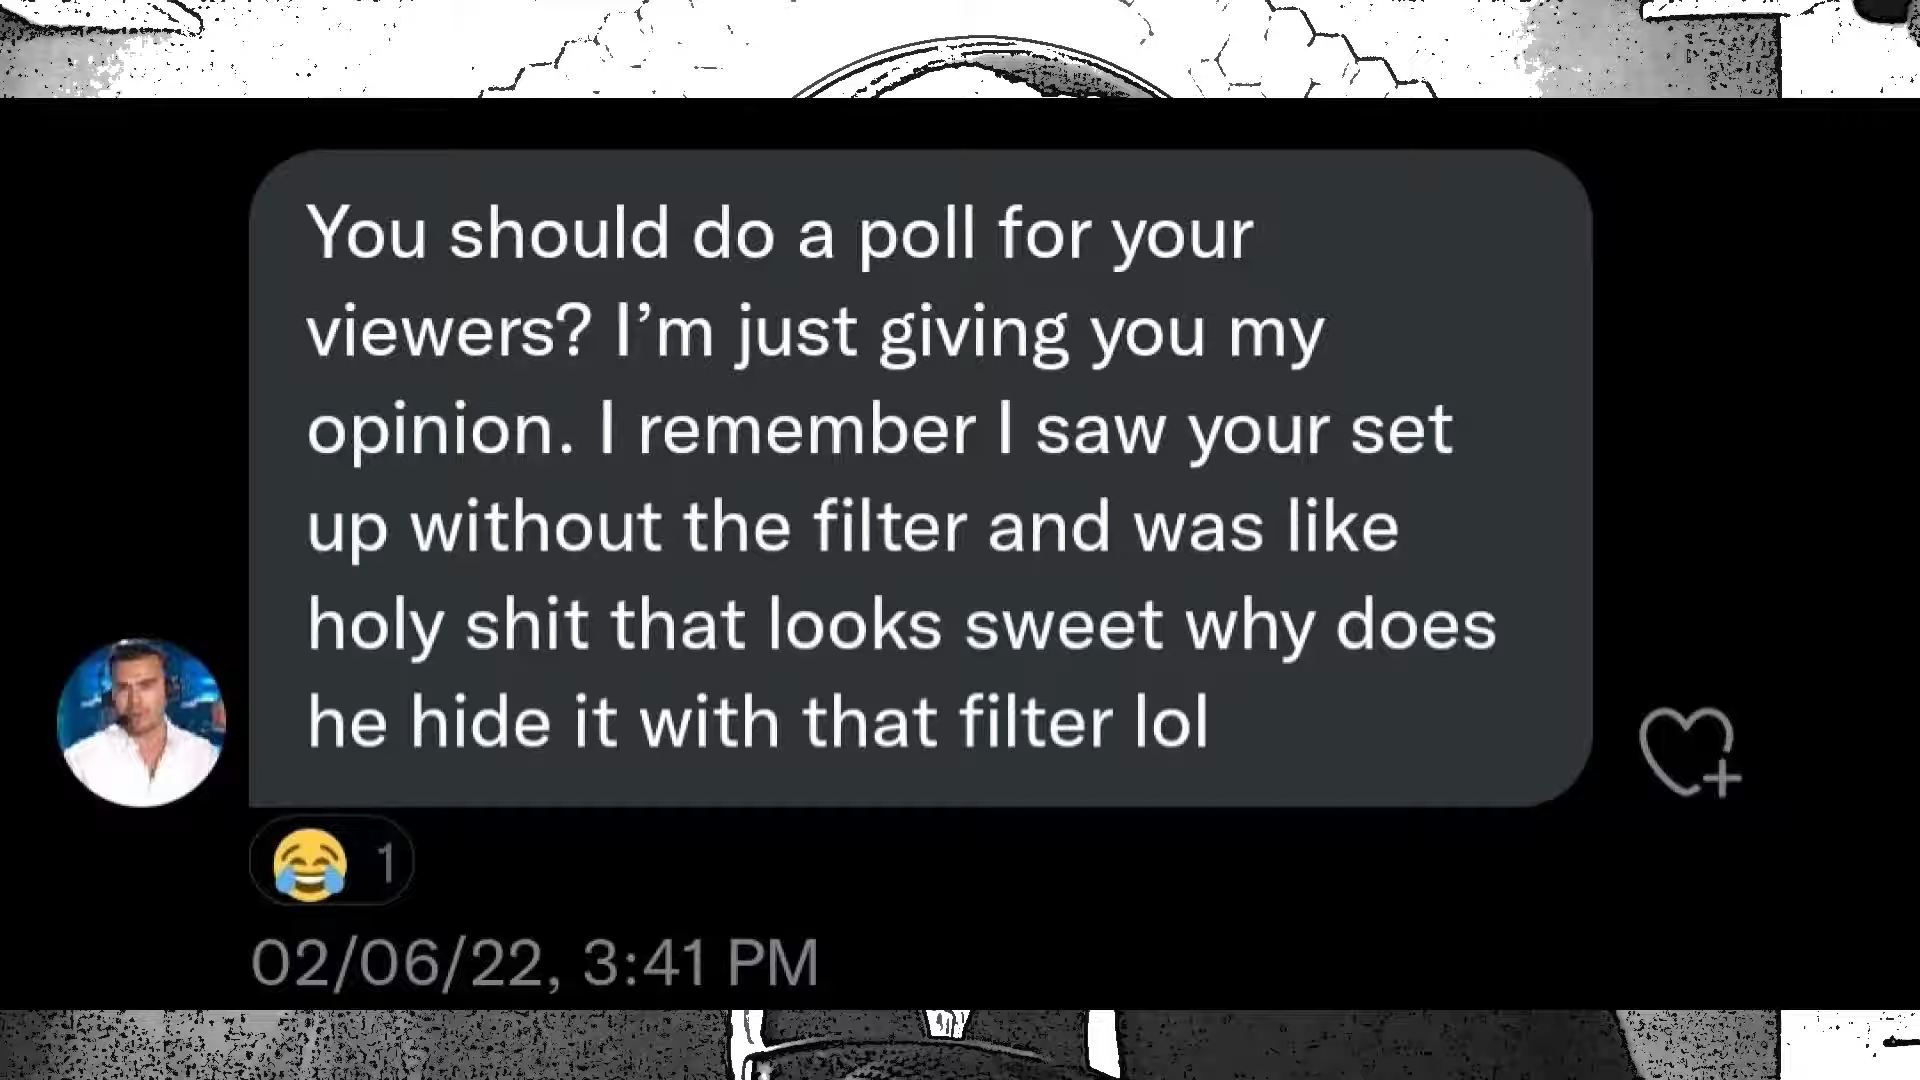 You should do a poll for your
viewers? I’m just giving you my
opinion. I remember I saw your set
up without the filter and was like
holy shit that looks sweet why does
he hide it with that filter lol
😂 1
02/06/22, 3:41 PM